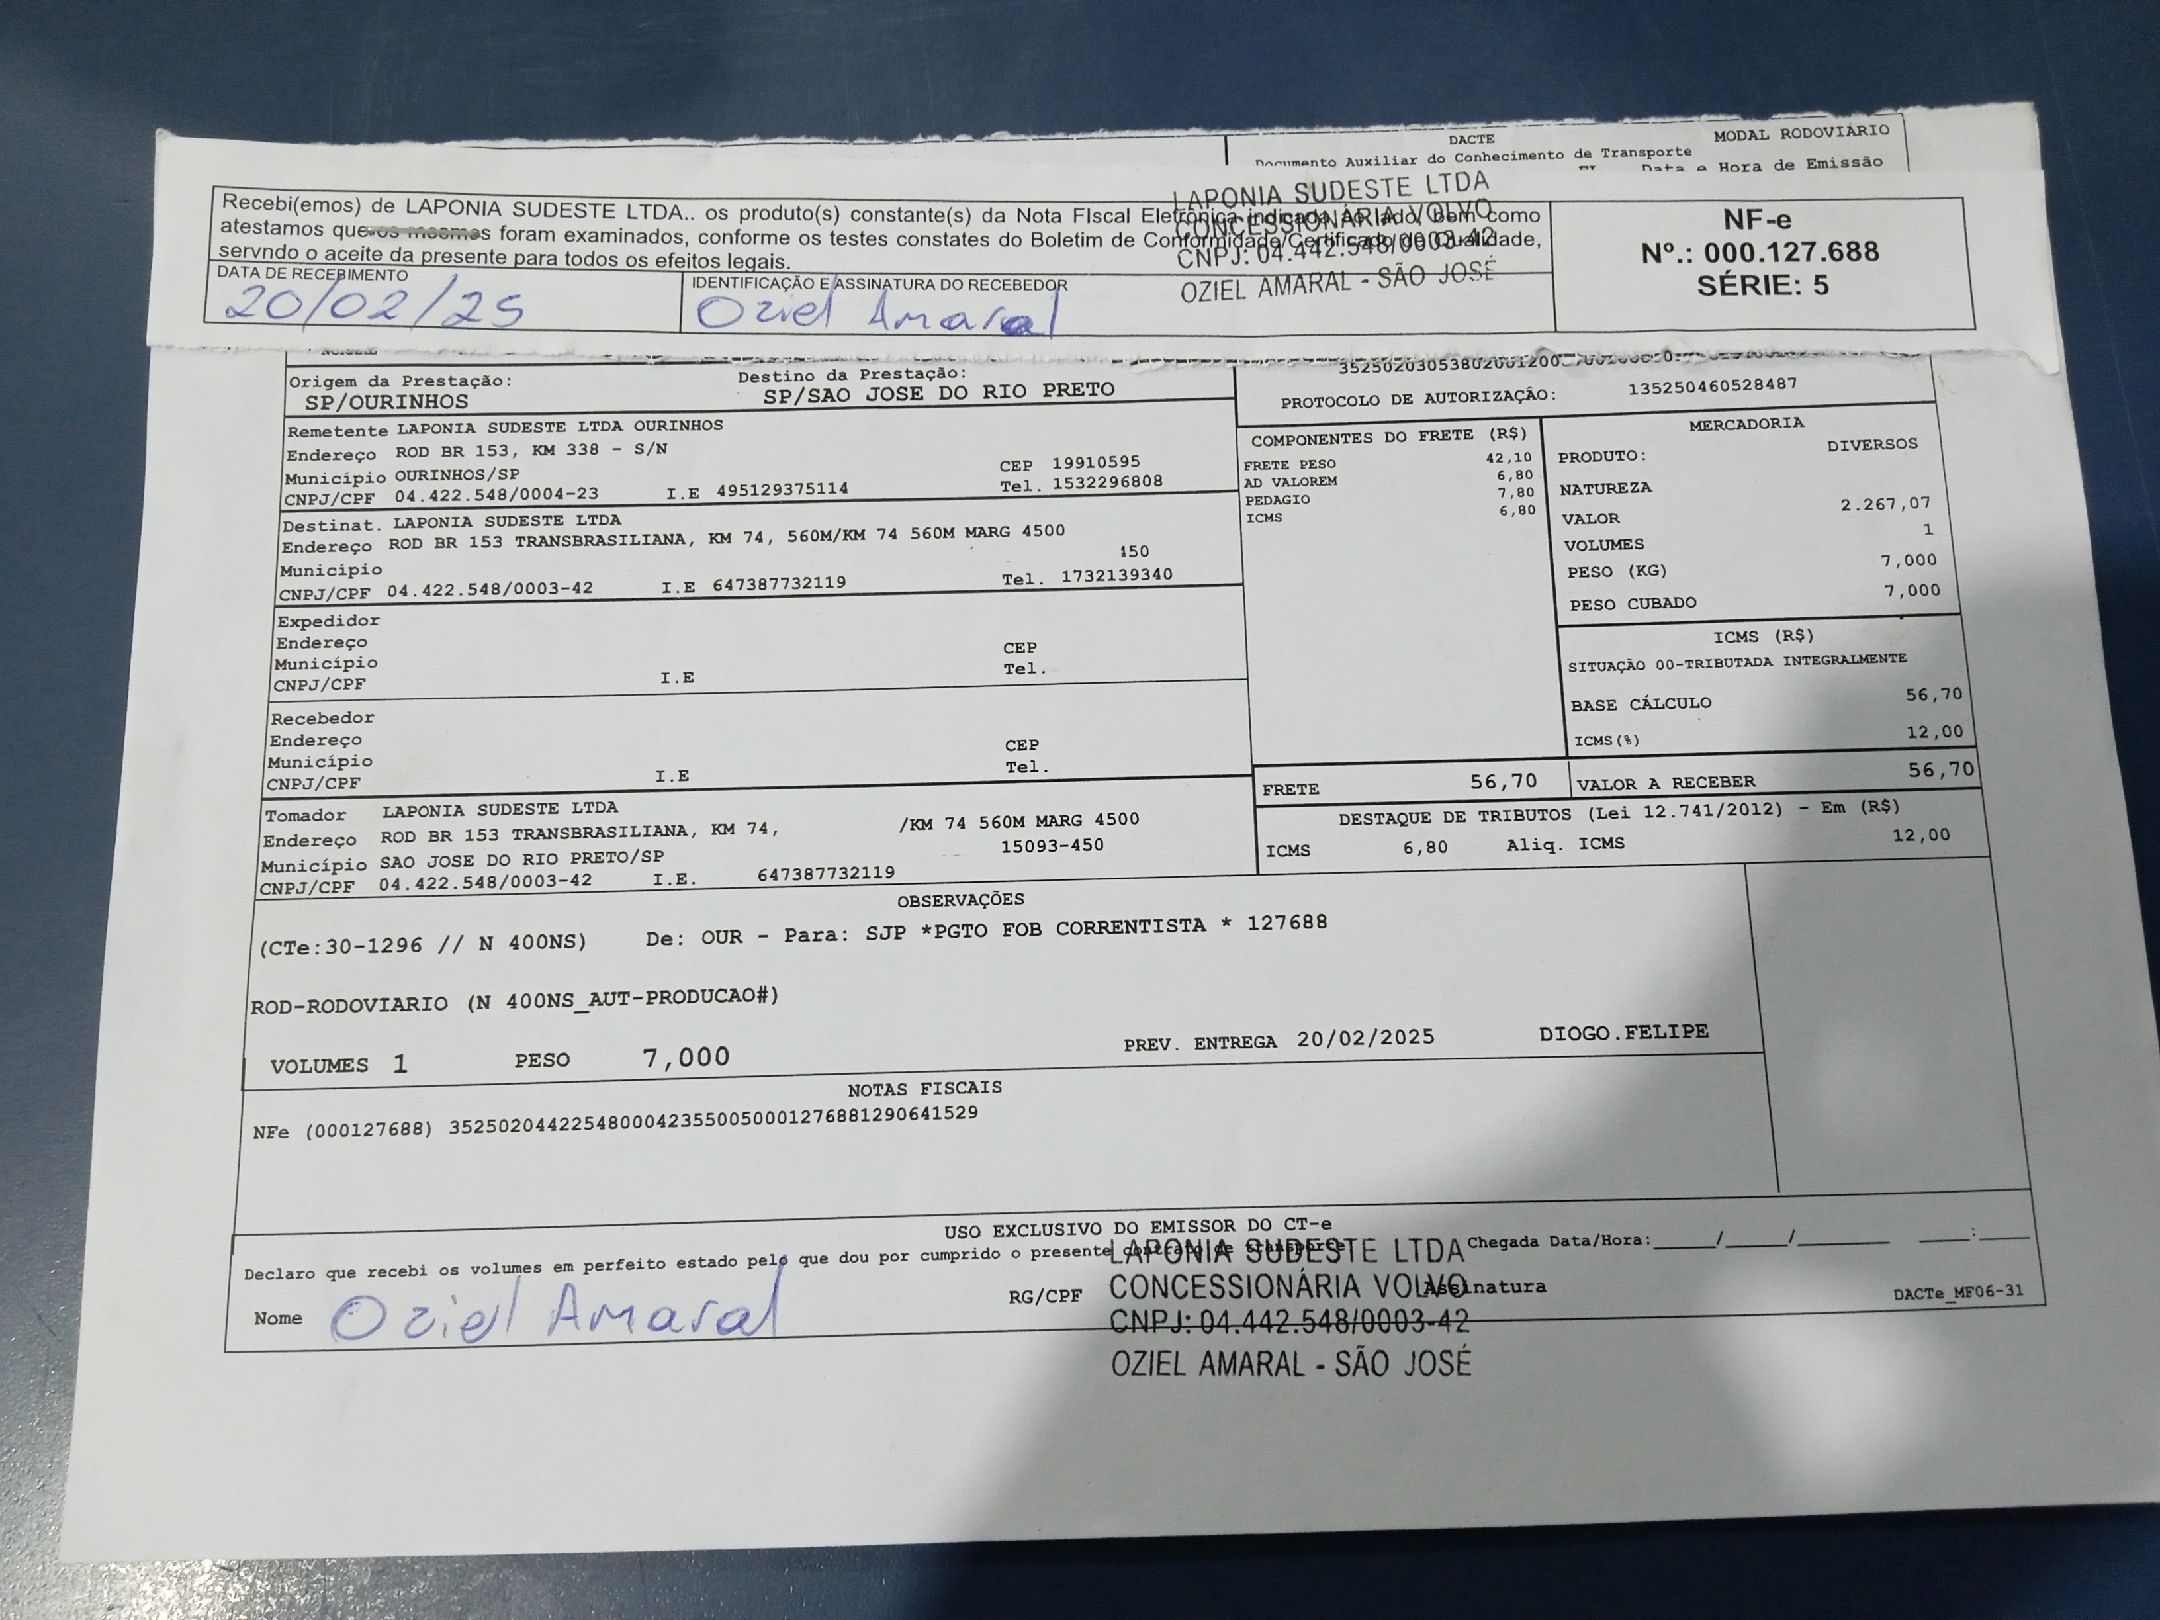 DACTE
MODAL RODOVIÁRIO
Documento Auxiliar do Conhecimento de Transporte
Data e Hora de Emissão
Recebi(emos) de LAPONIA SUDESTE LTDA.. os produto(s) constante(s) da Nota FIscal Eletrônica indicada ao lado, bem como
atestamos que os mesmos foram examinados, conforme os testes constates do Boletim de Conformidade/Certificado de Qualidade,
servndo o aceite da presente para todos os efeitos legais.
LAPONIA SUDESTE LTDA
CONCESSIONÁRIA VOLVO
CNPJ: 04.442.548/0003-42
OZIEL AMARAL - SÃO JOSÉ
NF-e
Nº.: 000.127.688
SÉRIE: 5
DATA DE RECEBIMENTO
20/02/25
IDENTIFICAÇÃO E ASSINATURA DO RECEBEDOR
Oziel Amaral
Origem da Prestação:
SP/OURINHOS
Destino da Prestação:
SP/SAO JOSE DO RIO PRETO
PROTOCOLO DE AUTORIZAÇÃO: 135250460528487
Remetente LAPONIA SUDESTE LTDA OURINHOS
Endereço ROD BR 153, KM 338 - S/N
Município OURINHOS/SP CEP 19910595
CNPJ/CPF 04.422.548/0004-23 I.E 495129375114 Tel. 1532296808
Destinat. LAPONIA SUDESTE LTDA
Endereço ROD BR 153 TRANSBRASILIANA, KM 74, 560M/KM 74 560M MARG 4500
Município 450
CNPJ/CPF 04.422.548/0003-42 I.E 647387732119 Tel. 1732139340
Expedidor
Endereço CEP
Município Tel.
CNPJ/CPF I.E
Recebedor
Endereço CEP
Município Tel.
CNPJ/CPF I.E
Tomador LAPONIA SUDESTE LTDA
Endereço ROD BR 153 TRANSBRASILIANA, KM 74, /KM 74 560M MARG 4500
Município SAO JOSE DO RIO PRETO/SP 15093-450
CNPJ/CPF 04.422.548/0003-42 I.E. 647387732119
COMPONENTES DO FRETE (R$)
FRETE PESO 42,10
AD VALOREM 6,80
PEDAGIO 7,80
ICMS 6,80
MERCADORIA
PRODUTO: DIVERSOS
NATUREZA
VALOR 2.267,07
VOLUMES 1
PESO (KG) 7,000
PESO CUBADO 7,000
ICMS (R$)
SITUAÇÃO 00-TRIBUTADA INTEGRALMENTE
BASE CÁLCULO 56,70
ICMS(%) 12,00
FRETE 56,70
VALOR A RECEBER 56,70
DESTAQUE DE TRIBUTOS (Lei 12.741/2012) - Em (R$)
ICMS 6,80 Aliq. ICMS 12,00
OBSERVAÇÕES
(CTe:30-1296 // N 400NS) De: OUR - Para: SJP *PGTO FOB CORRENTISTA * 127688
ROD-RODOVIARIO (N 400NS_AUT-PRODUCAO#)
VOLUMES 1 PESO 7,000 PREV. ENTREGA 20/02/2025 DIOGO.FELIPE
NOTAS FISCAIS
NFe (000127688) 35250204422548000423550050001276881290641529
USO EXCLUSIVO DO EMISSOR DO CT-e
Declaro que recebi os volumes em perfeito estado pelo que dou por cumprido o presente contrato de transporte
Chegada Data/Hora:_____/_____/________ ____:____
Nome Oziel Amaral RG/CPF Assinatura
DACTe_MF06-31
LAPONIA SUDESTE LTDA
CONCESSIONÁRIA VOLVO
CNPJ: 04.442.548/0003-42
OZIEL AMARAL - SÃO JOSÉ